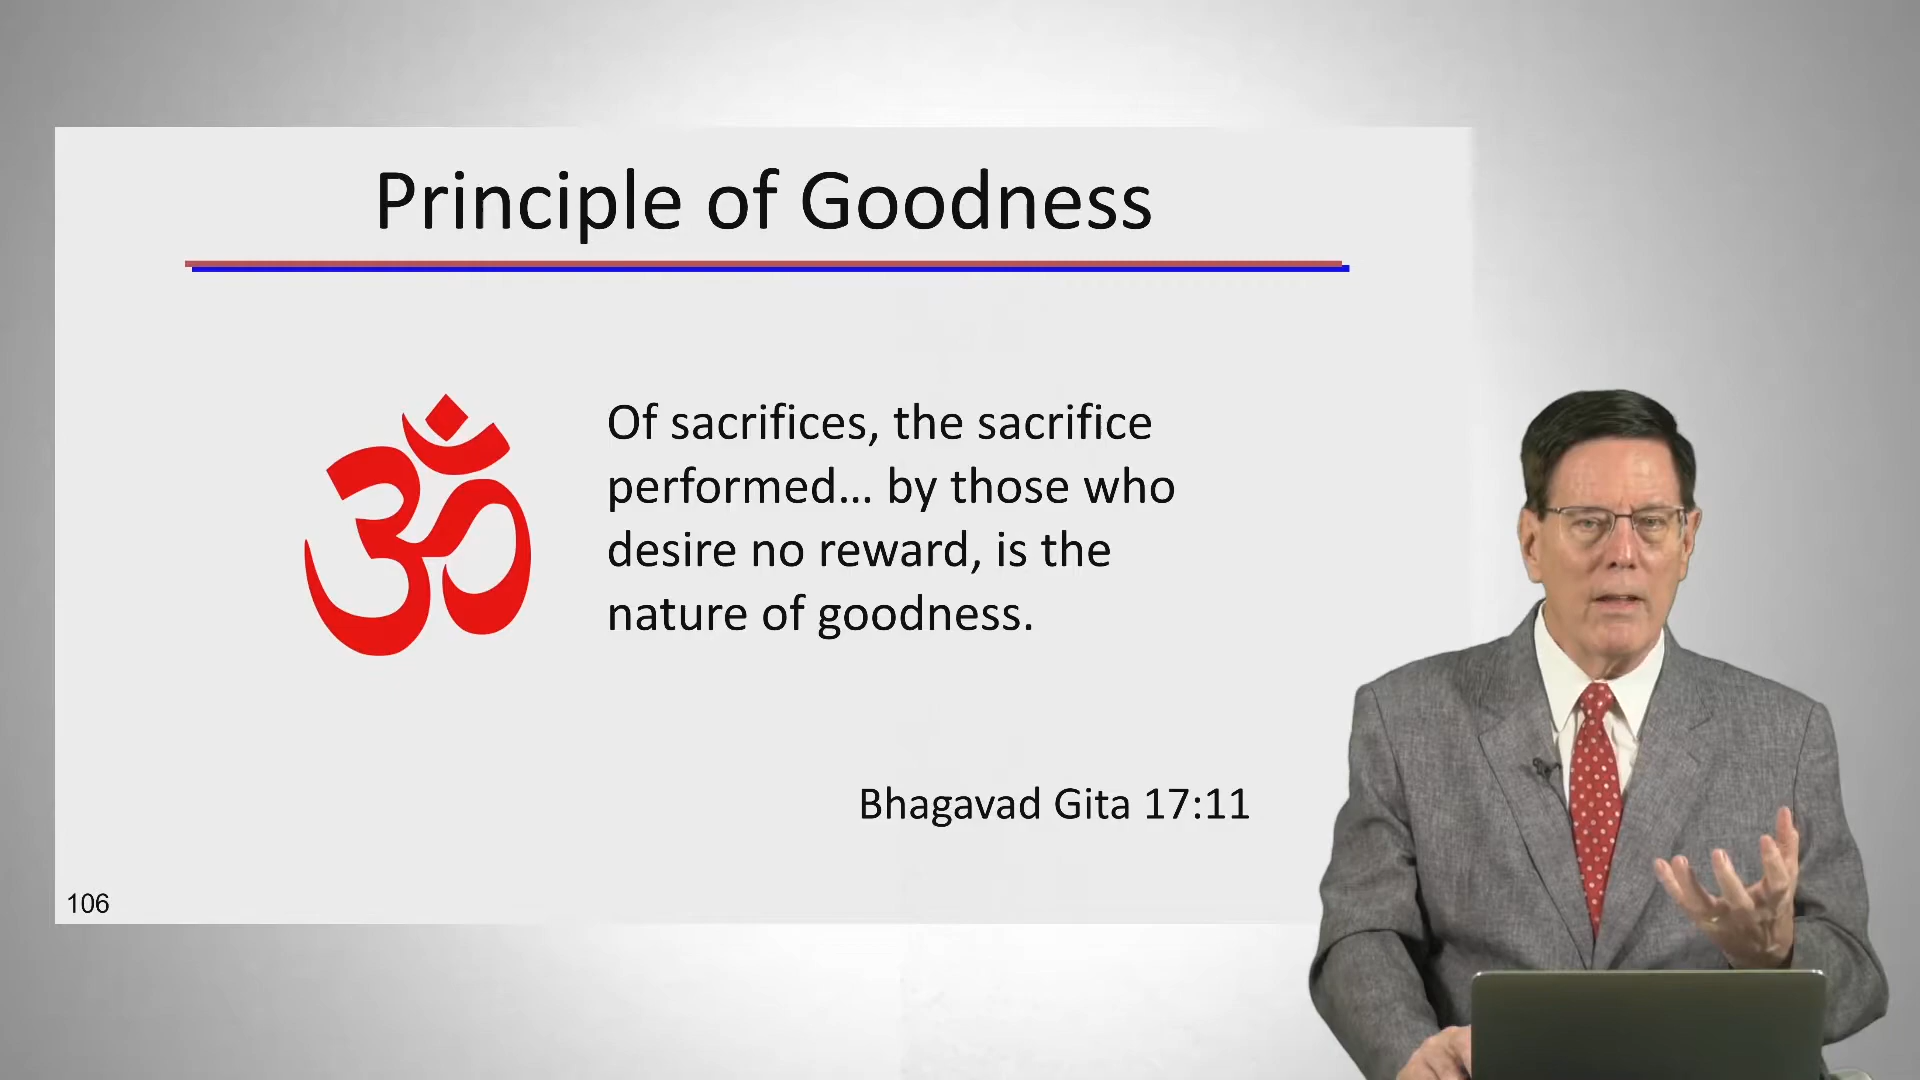 Principle of Goodness
ॐ
Of sacrifices, the sacrifice
performed... by those who
desire no reward, is the
nature of goodness.
Bhagavad Gita 17:11
106